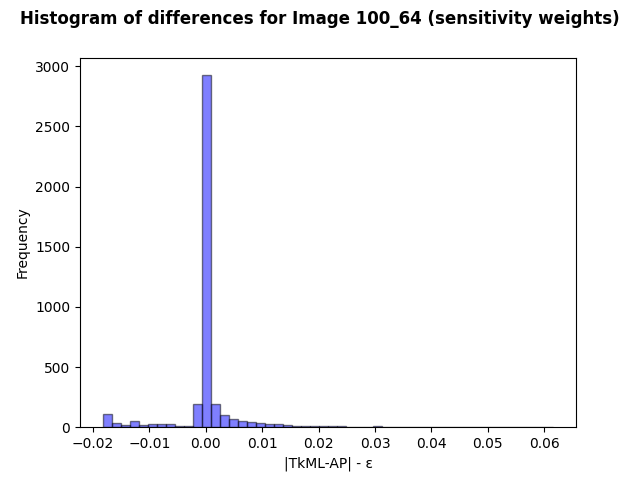 Histogram of differences for Image 100_64 (sensitivity weights)
3000
2500
2000
1500
1000
500
0
Frequency
−0.02 −0.01 0.00 0.01 0.02 0.03 0.04 0.05 0.06
|TkML-AP| - ε